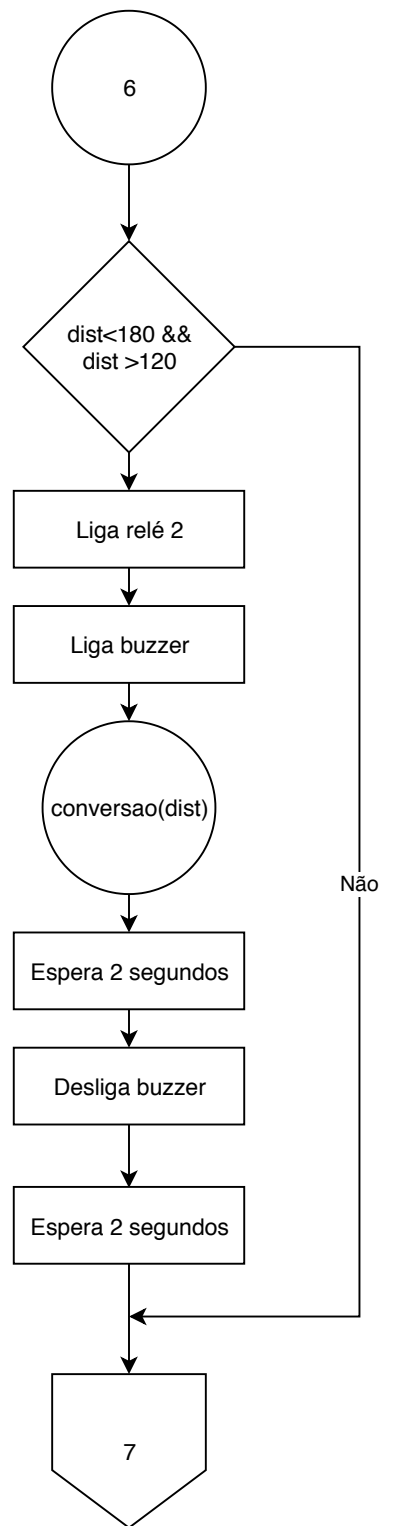 6
dist<180 &&
dist >120
Liga relé 2
Liga buzzer
conversao(dist)
Não
Espera 2 segundos
Desliga buzzer
Espera 2 segundos
7